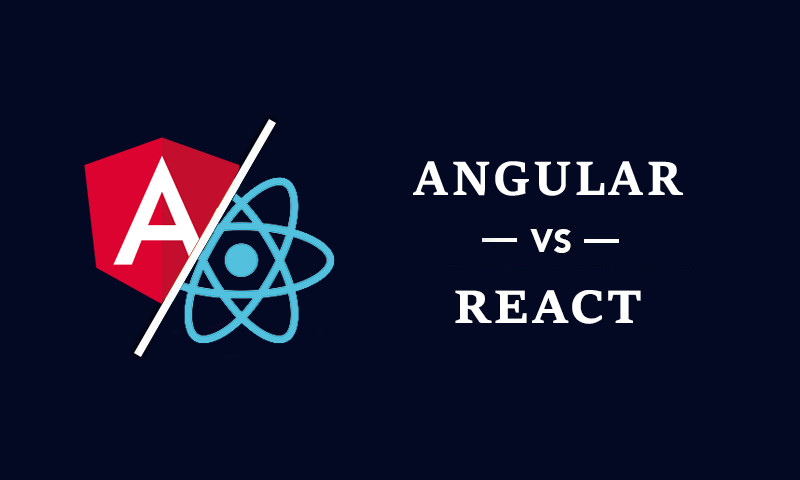 A
ANGULAR
— VS —
REACT